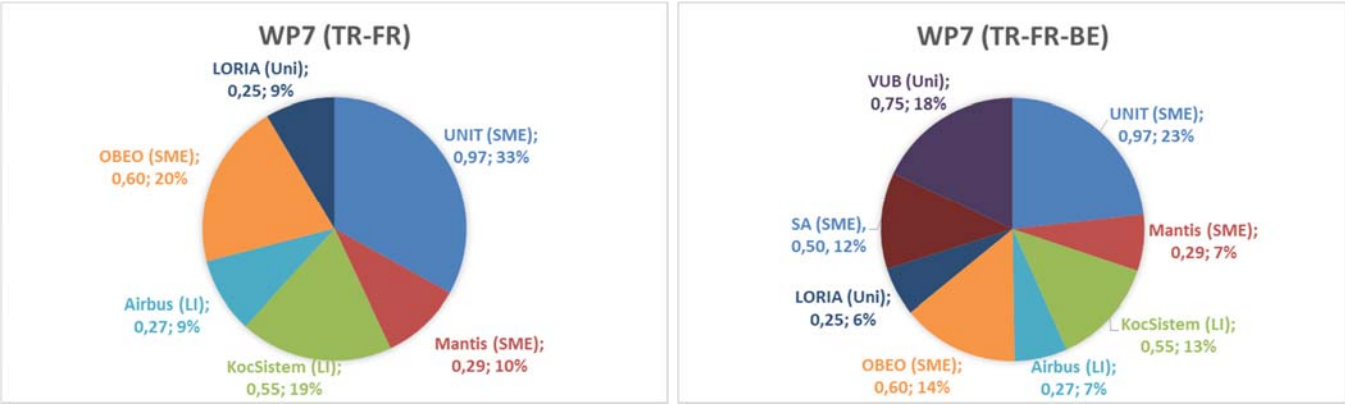 WP7 (TR-FR)
LORIA (Uni);
0,25; 9%
UNIT (SME);
0,97; 33%
OBEO (SME);
0,60; 20%
Airbus (LI);
0,27; 9%
Mantis (SME);
0,29; 10%
KocSistem (LI);
0,55; 19%
WP7 (TR-FR-BE)
VUB (Uni);
0,75; 18%
UNIT (SME);
0,97; 23%
SA (SME),
0,50, 12%
Mantis (SME);
0,29; 7%
LORIA (Uni);
0,25; 6%
KocSistem (LI);
0,55; 13%
OBEO (SME);
0,60; 14%
Airbus (LI);
0,27; 7%